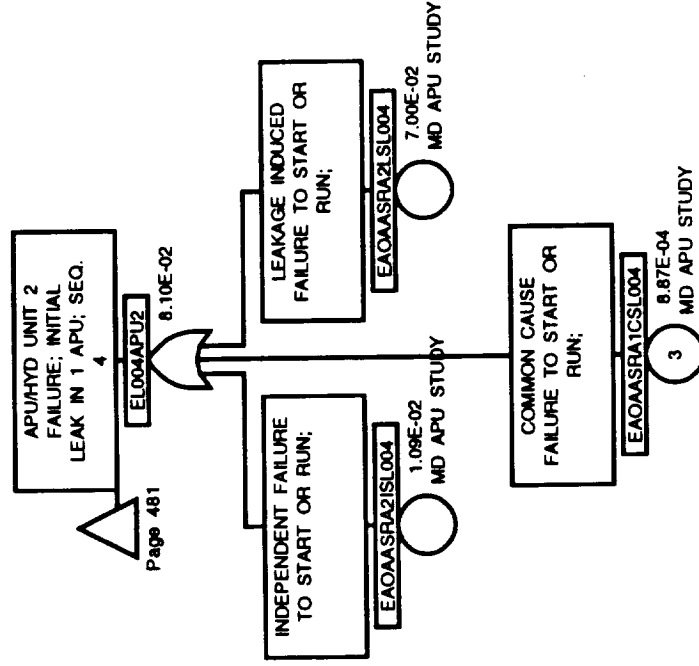 APU/HYD UNIT 2
FAILURE; INITIAL
LEAK IN 1 APU; SEQ.
4
Page 481
EL004APU2
8.10E-02
INDEPENDENT FAILURE
TO START OR RUN;
EAOAASRA2ISL004
1.09E-02
MD APU STUDY
LEAKAGE INDUCED
FAILURE TO START OR
RUN;
EAOAASRA2LSL004
7.00E-02
MD APU STUDY
COMMON CAUSE
FAILURE TO START OR
RUN;
EAOAASRA1CSL004
3
8.87E-04
MD APU STUDY